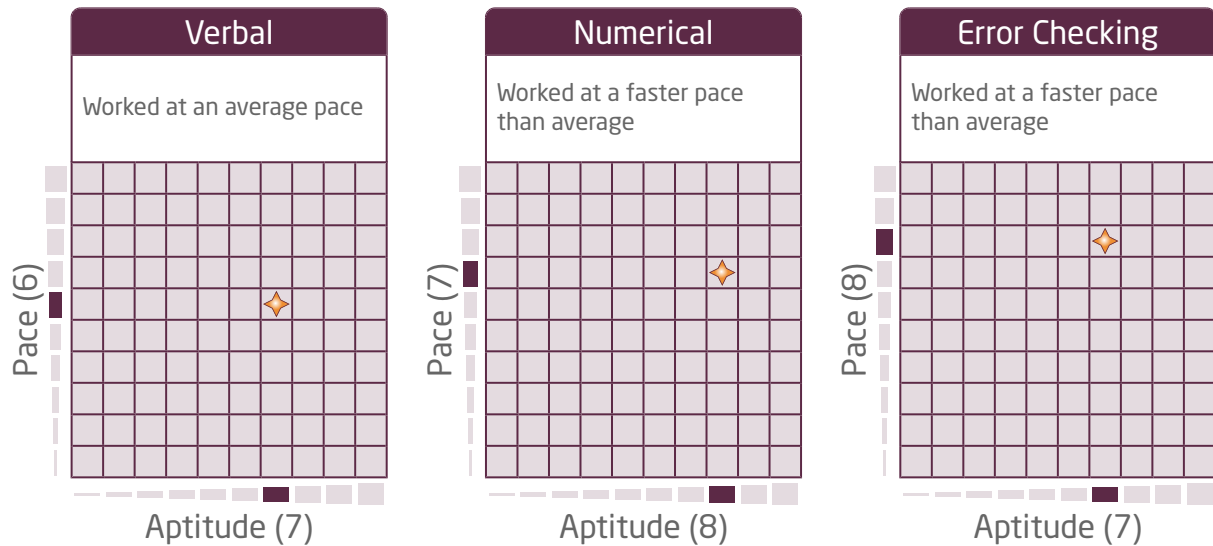 Verbal
Worked at an average pace
Pace (6)
Aptitude (7)
Numerical
Worked at a faster pace
than average
Pace (7)
Aptitude (8)
Error Checking
Worked at a faster pace
than average
Pace (8)
Aptitude (7)